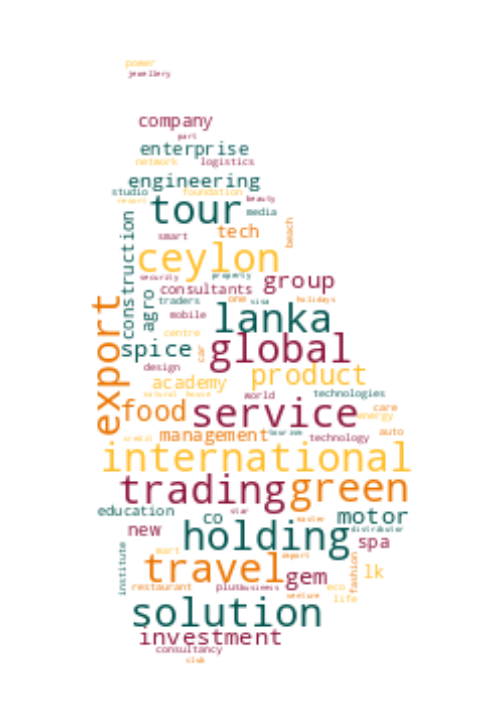 power
jewellery
company
part
enterprise
network logistics
engineering
studio foundation
resort beauty
tour media
tech
smart beach
construction
ceylon
security property
consultants group
agro traders one visa holidays
export
mobile lanka
centre
spice car global
design
academy product
natural house world technologies
food service care
energy
credit management tourism technology auto
international
trading green
education star
co master motor
new holding distributor
spa
institute mart import
travel gem fashion lk
restaurant plus business eco
venture life
solution
investment
consultancy
club